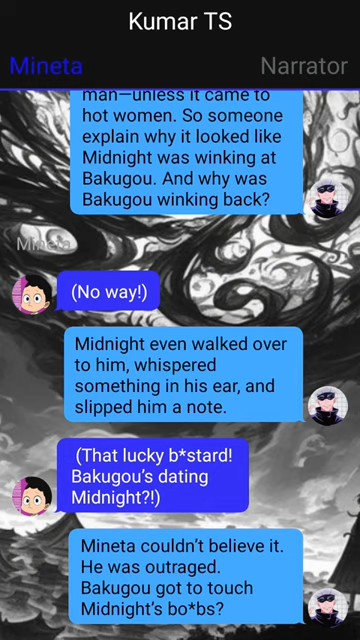 Kumar TS
Mineta
Narrator
man—unless it came to
hot women. So someone
explain why it looked like
Midnight was winking at
Bakugou. And why was
Bakugou winking back?
Mineta
(No way!)
Midnight even walked over
to him, whispered
something in his ear, and
slipped him a note.
(That lucky b*stard!
Bakugou’s dating
Midnight?!)
Mineta couldn’t believe it.
He was outraged.
Bakugou got to touch
Midnight’s bo*bs?